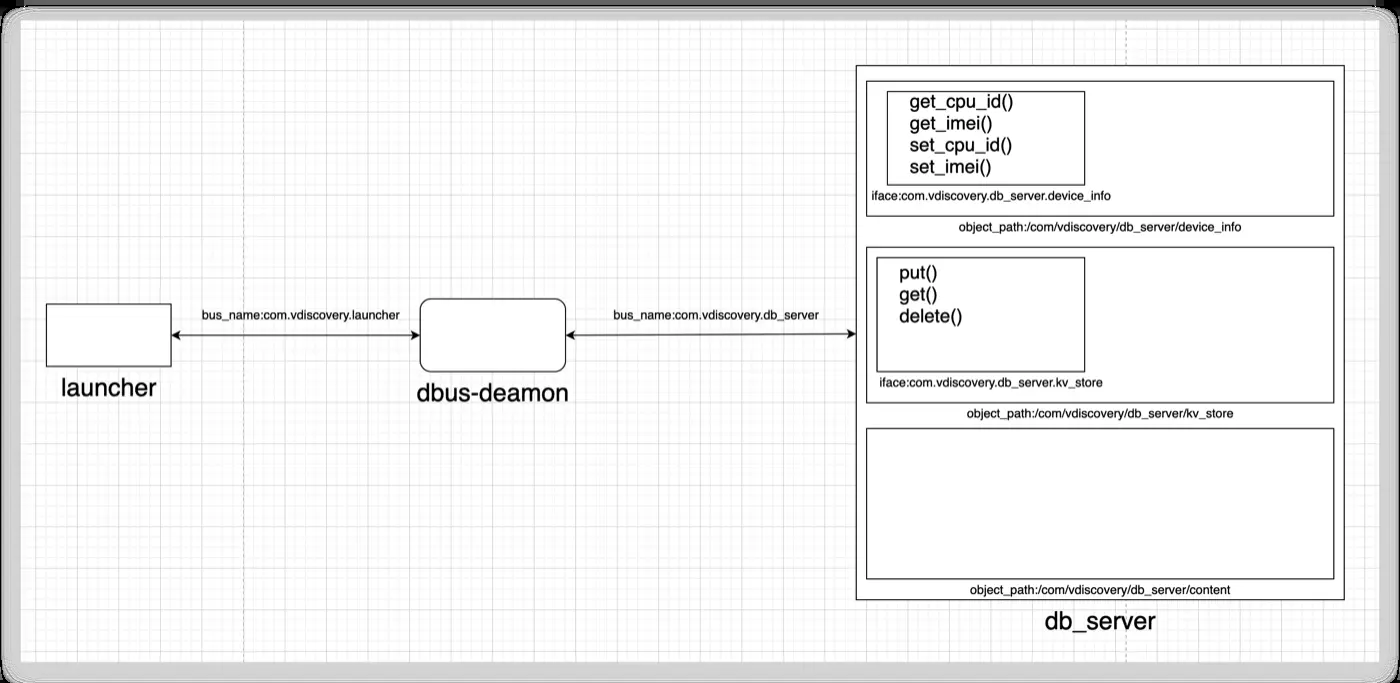 get_cpu_id()
get_imei()
set_cpu_id()
set_imei()
iface:com.vdiscovery.db_server.device_info
object_path:/com/vdiscovery/db_server/device_info
put()
get()
delete()
iface:com.vdiscovery.db_server.kv_store
object_path:/com/vdiscovery/db_server/kv_store
object_path:/com/vdiscovery/db_server/content
db_server
bus_name:com.vdiscovery.launcher
bus_name:com.vdiscovery.db_server
launcher
dbus-deamon